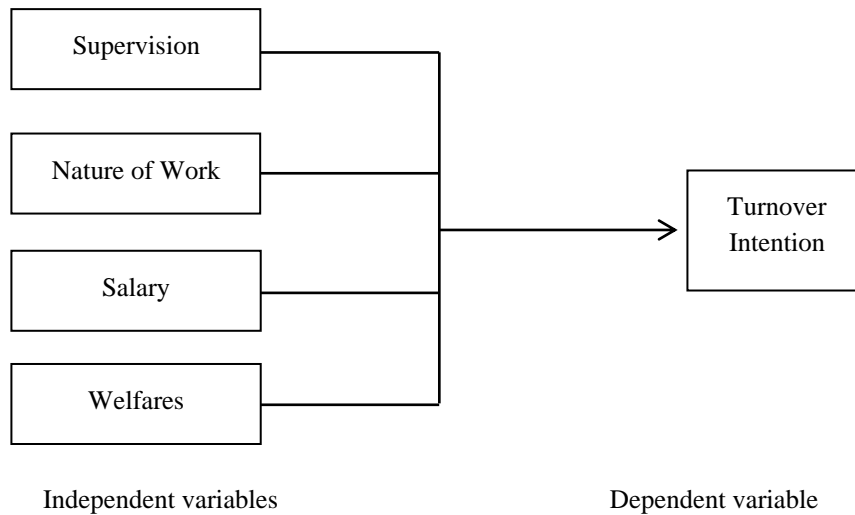 Supervision
Nature of Work
Salary
Welfares
Turnover
Intention
Independent variables
Dependent variable